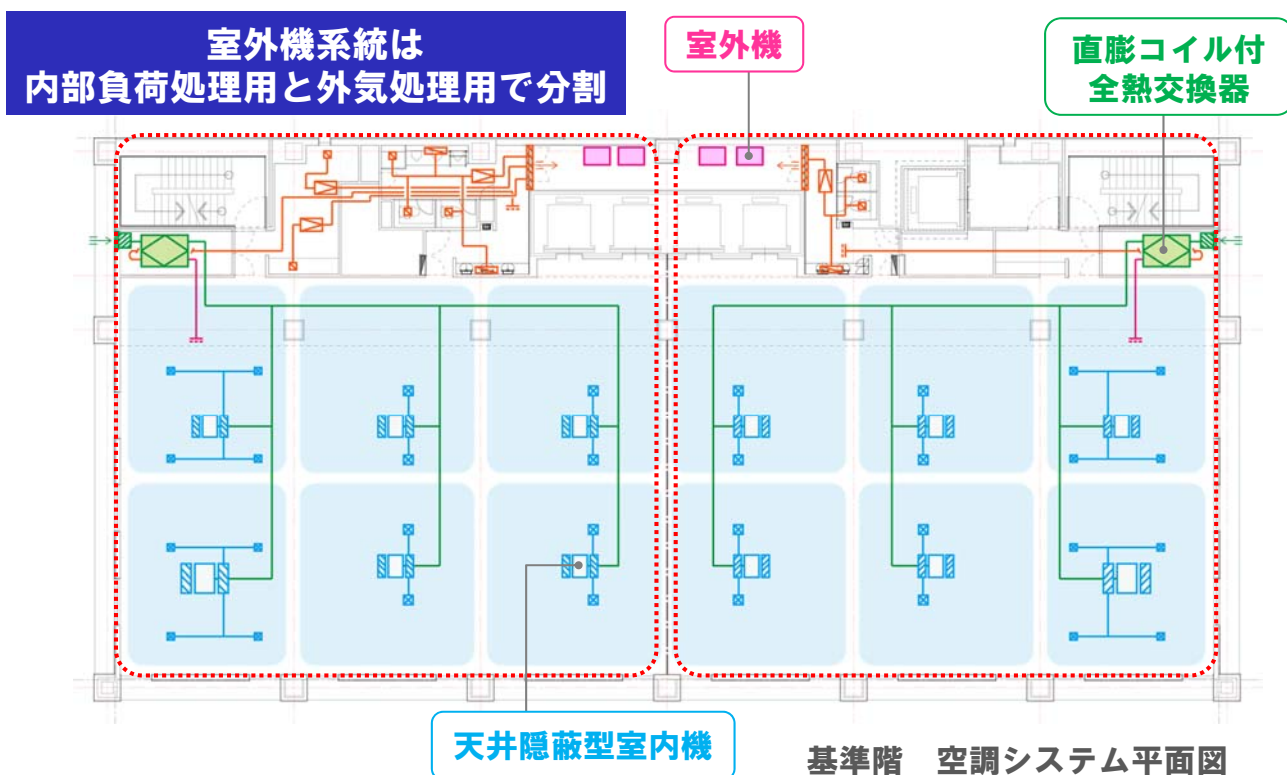 室外機系統は
内部負荷処理用と外気処理用で分割
室外機
直膨コイル付
全熱交換器
天井隠蔽型室内機
基準階　空調システム平面図